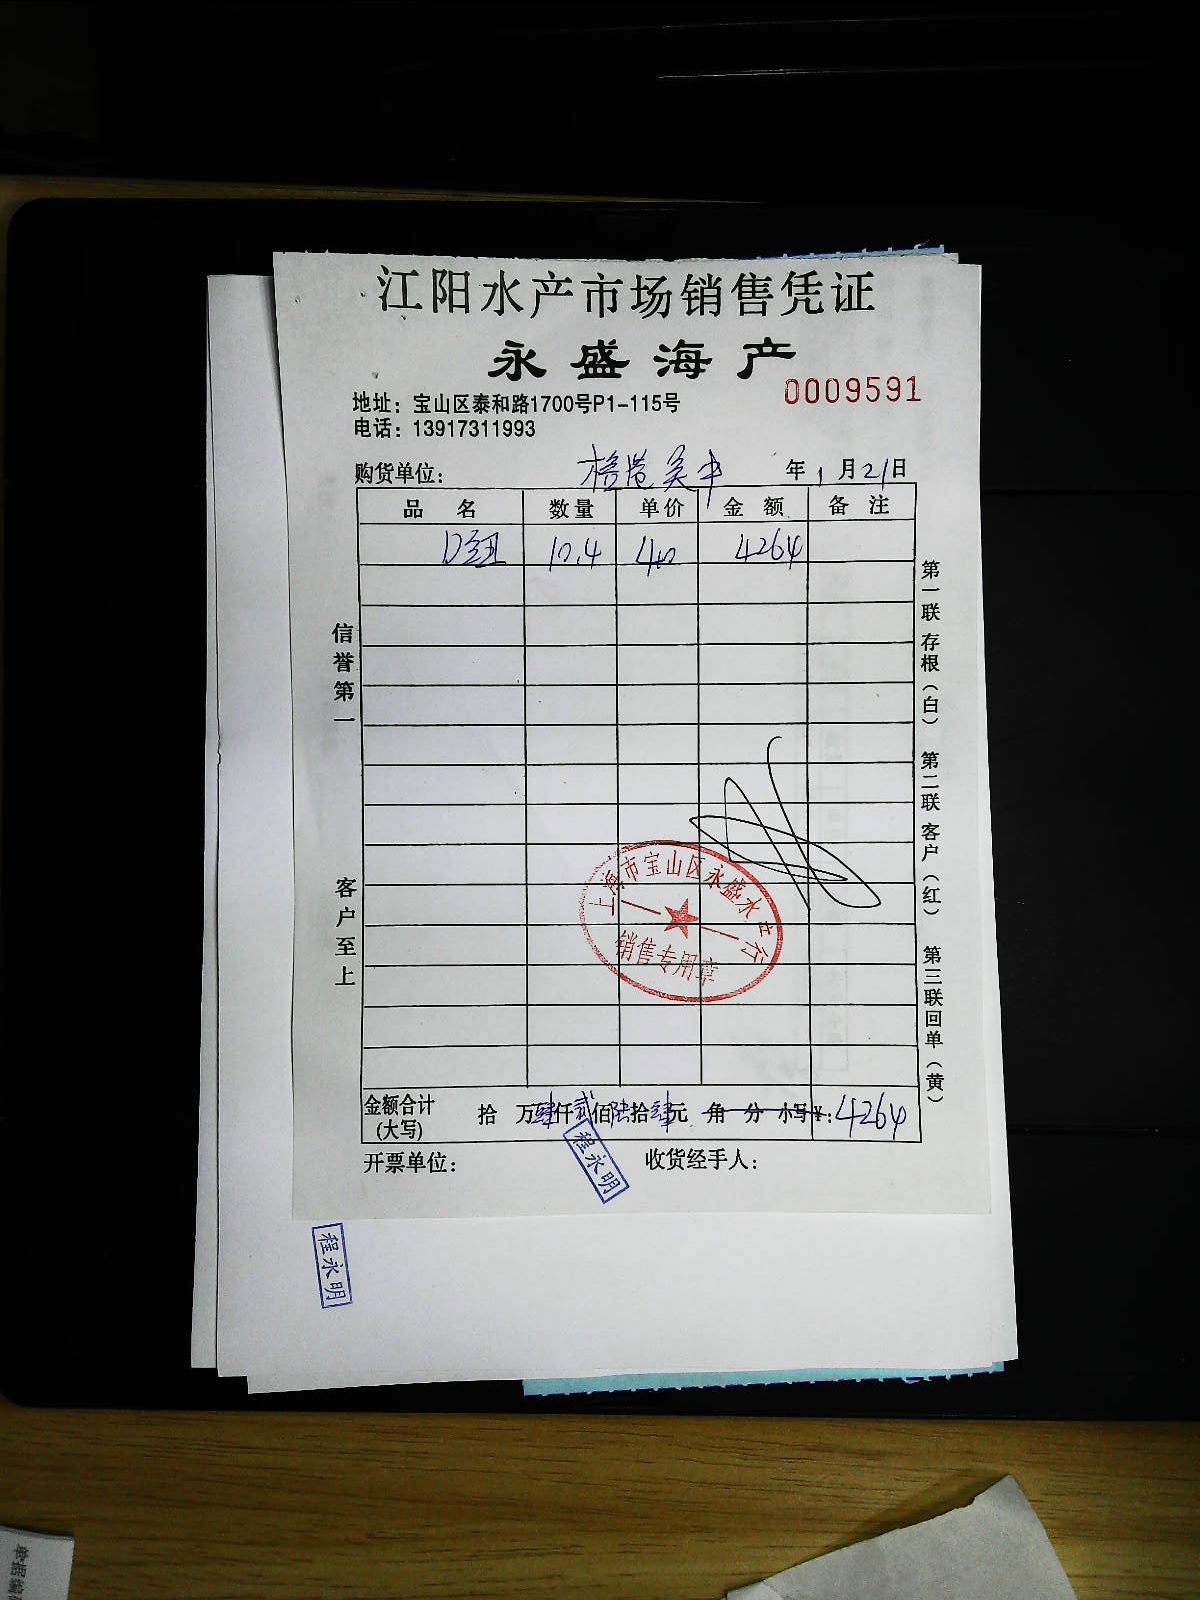 江阳水产市场销售凭证
永盛海产
0009591
地址：宝山区泰和路1700号P1-115号
电话：13917311993
购货单位： 年 1 月 21 日
品 名 数量 单价 金 额 备 注
10.4 4264
信誉第一
客户至上
第一联 存根（白） 第二联 客户（红） 第三联 回单（黄）
上海市宝山区永盛水产行
销售专用章
金额合计 拾 万肆仟贰佰陆拾肆元 角 分 小写￥：4264
(大写)
程永明
开票单位： 收货经手人：
程永明